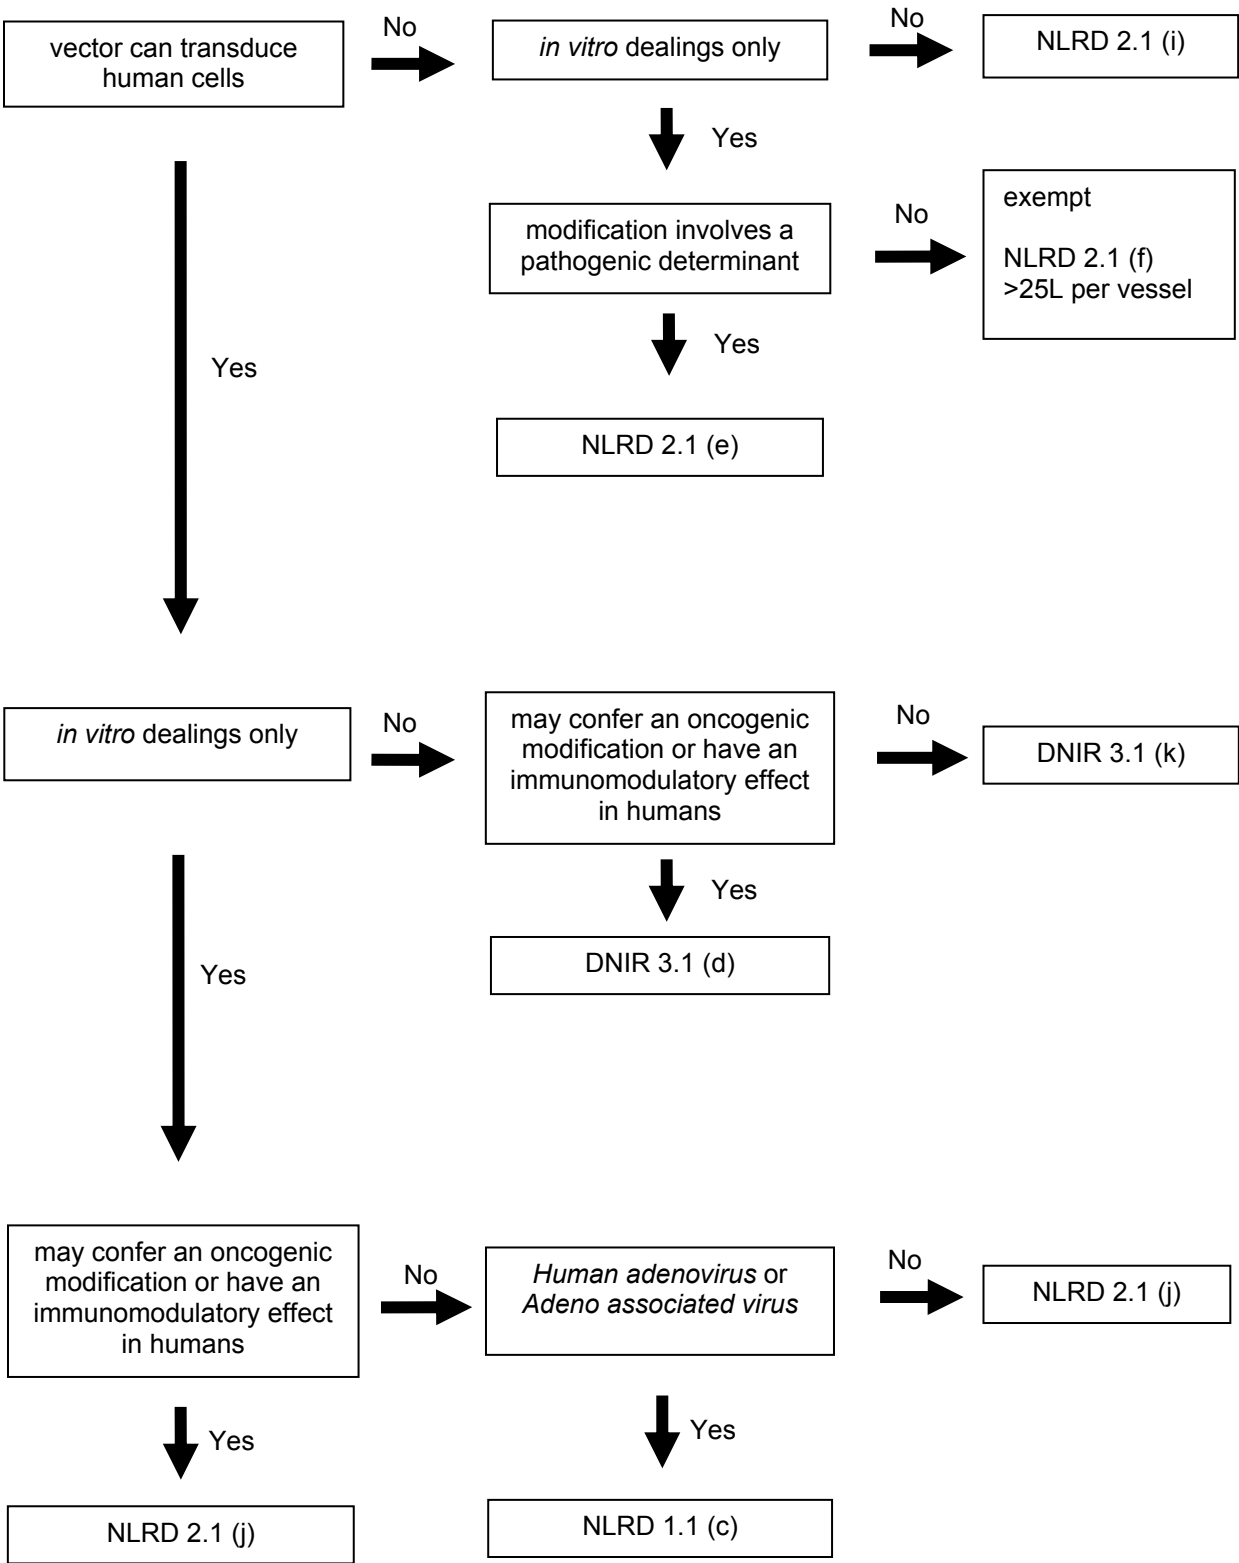 vector can transduce
human cells
No
in vitro dealings only
No
NLRD 2.1 (i)
Yes
modification involves a
pathogenic determinant
No
exempt
NLRD 2.1 (f)
>25L per vessel
Yes
Yes
NLRD 2.1 (e)
in vitro dealings only
No
may confer an oncogenic
modification or have an
immunomodulatory effect
in humans
No
DNIR 3.1 (k)
Yes
DNIR 3.1 (d)
Yes
may confer an oncogenic
modification or have an
immunomodulatory effect
in humans
No
Human adenovirus or
Adeno associated virus
No
NLRD 2.1 (j)
Yes
Yes
NLRD 2.1 (j)
NLRD 1.1 (c)